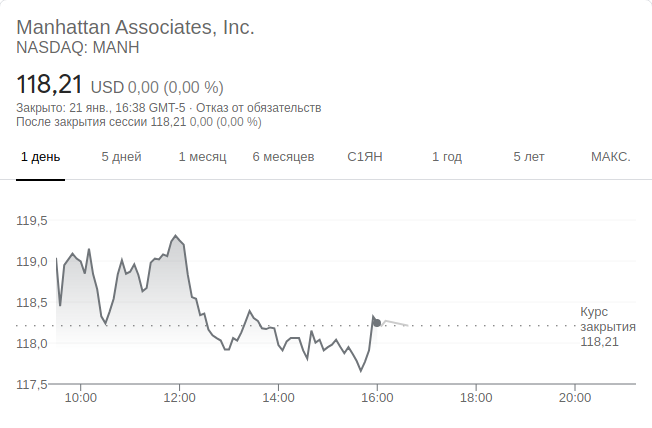 Manhattan Associates, Inc.
NASDAQ: MANH
118,21 USD 0,00 (0,00 %)
Закрыто: 21 янв., 16:38 GMT-5 · Отказ от обязательств
После закрытия сессии 118,21 0,00 (0,00 %)
1 день 5 дней 1 месяц 6 месяцев С1ЯН 1 год 5 лет МАКС.
119,5
119,0
118,5
Курс
закрытия
118,21
118,0
117,5
10:00 12:00 14:00 16:00 18:00 20:00